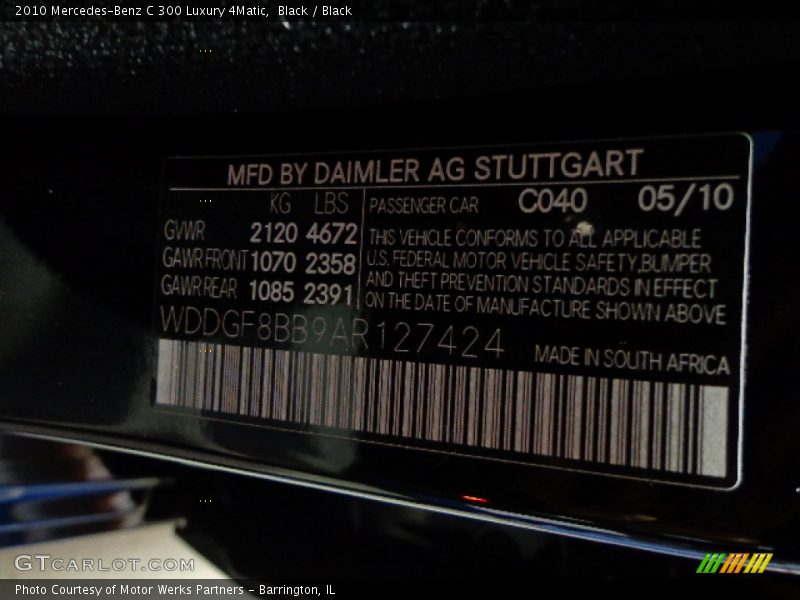 2010 Mercedes-Benz C 300 Luxury 4Matic,  Black / Black
MFD BY DAIMLER AG STUTTGART
KG LBS
GVWR 2120 4672
GAWR FRONT 1070 2358
GAWR REAR 1085 2391
PASSENGER CAR C040 05/10
THIS VEHICLE CONFORMS TO ALL APPLICABLE
U.S. FEDERAL MOTOR VEHICLE SAFETY,BUMPER
AND THEFT PREVENTION STANDARDS IN EFFECT
ON THE DATE OF MANUFACTURE SHOWN ABOVE
WDDGF8BB9AR127424
MADE IN SOUTH AFRICA
GTCARLOT.COM
Photo Courtesy of Motor Werks Partners – Barrington, IL